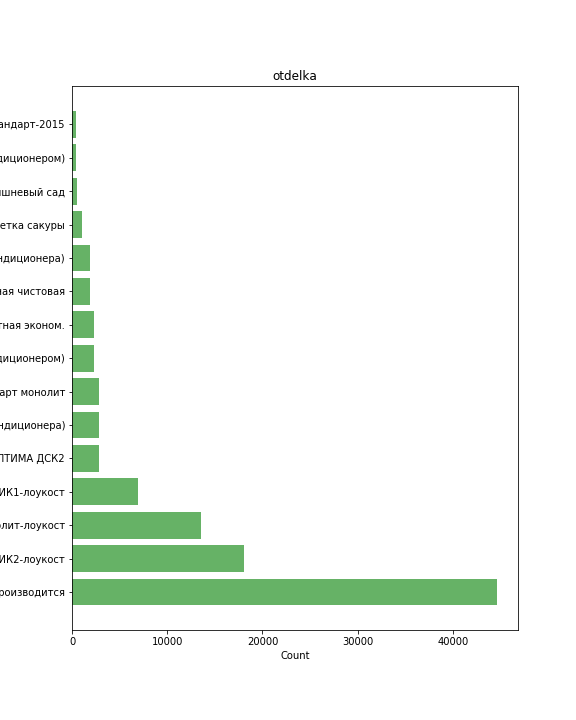 otdelka
андарт-2015
диционером)
шневый сад
етка сакуры
ндиционера)
ная чистовая
тная эконом.
диционером)
арт монолит
ндиционера)
ПТИМА ДСК2
ИК1-лоукост
олит-лоукост
ИК2-лоукост
роизводится
0 10000 20000 30000 40000
Count